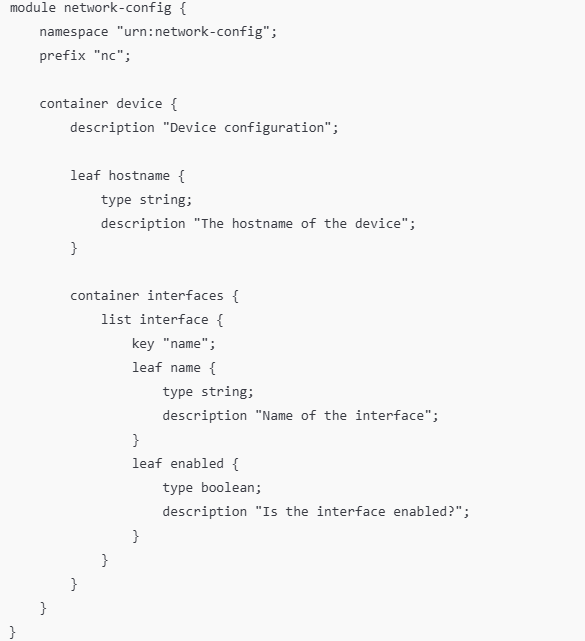 module network-config {
    namespace "urn:network-config";
    prefix "nc";

    container device {
        description "Device configuration";

        leaf hostname {
            type string;
            description "The hostname of the device";
        }

        container interfaces {
            list interface {
                key "name";
                leaf name {
                    type string;
                    description "Name of the interface";
                }
                leaf enabled {
                    type boolean;
                    description "Is the interface enabled?";
                }
            }
        }
    }
}